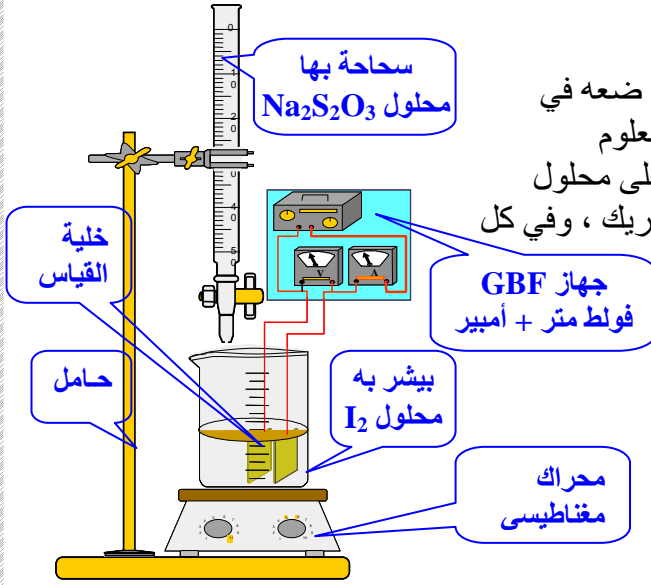 ضعه في
علوم
لى محلول
ريك ، وفي كل
سحاحة بها
محلول Na₂S₂O₃
خلية
القياس
جهاز GBF
فولط متر + أمبير
V
A
حـامل
بيشر به
محلول I₂
محراك
مغناطيسى